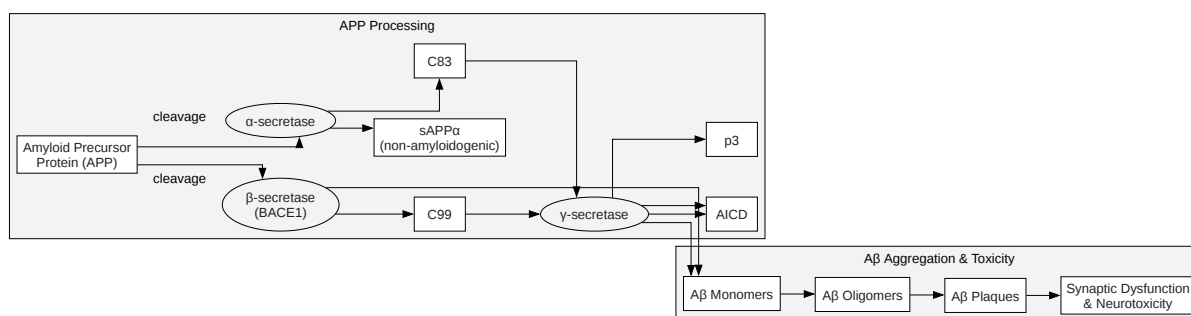 APP Processing
C83
cleavage
α-secretase
sAPPα
(non-amyloidogenic)
p3
Amyloid Precursor
Protein (APP)
cleavage
β-secretase
(BACE1)
C99
γ-secretase
AICD
Aβ Aggregation & Toxicity
Aβ Monomers
Aβ Oligomers
Aβ Plaques
Synaptic Dysfunction
& Neurotoxicity